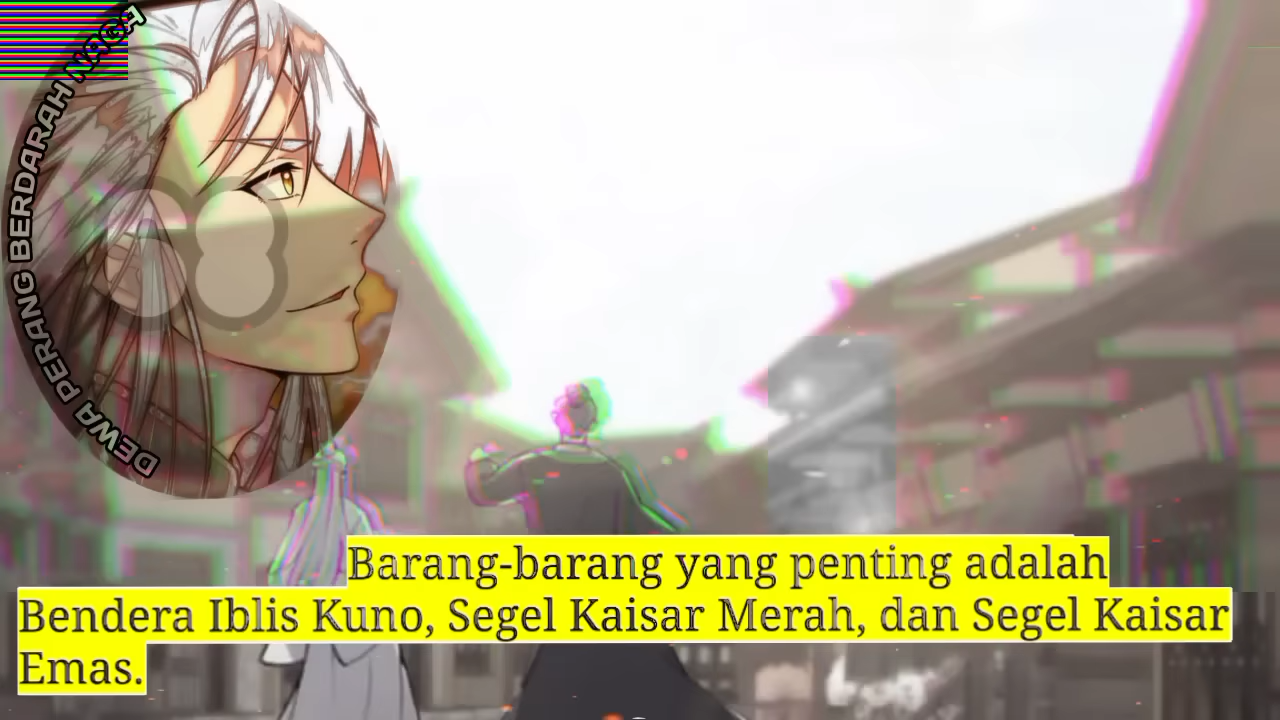 DEWA PERANG BERDARAH NAGA
Barang-barang yang penting adalah
Bendera Iblis Kuno, Segel Kaisar Merah, dan Segel Kaisar
Emas.